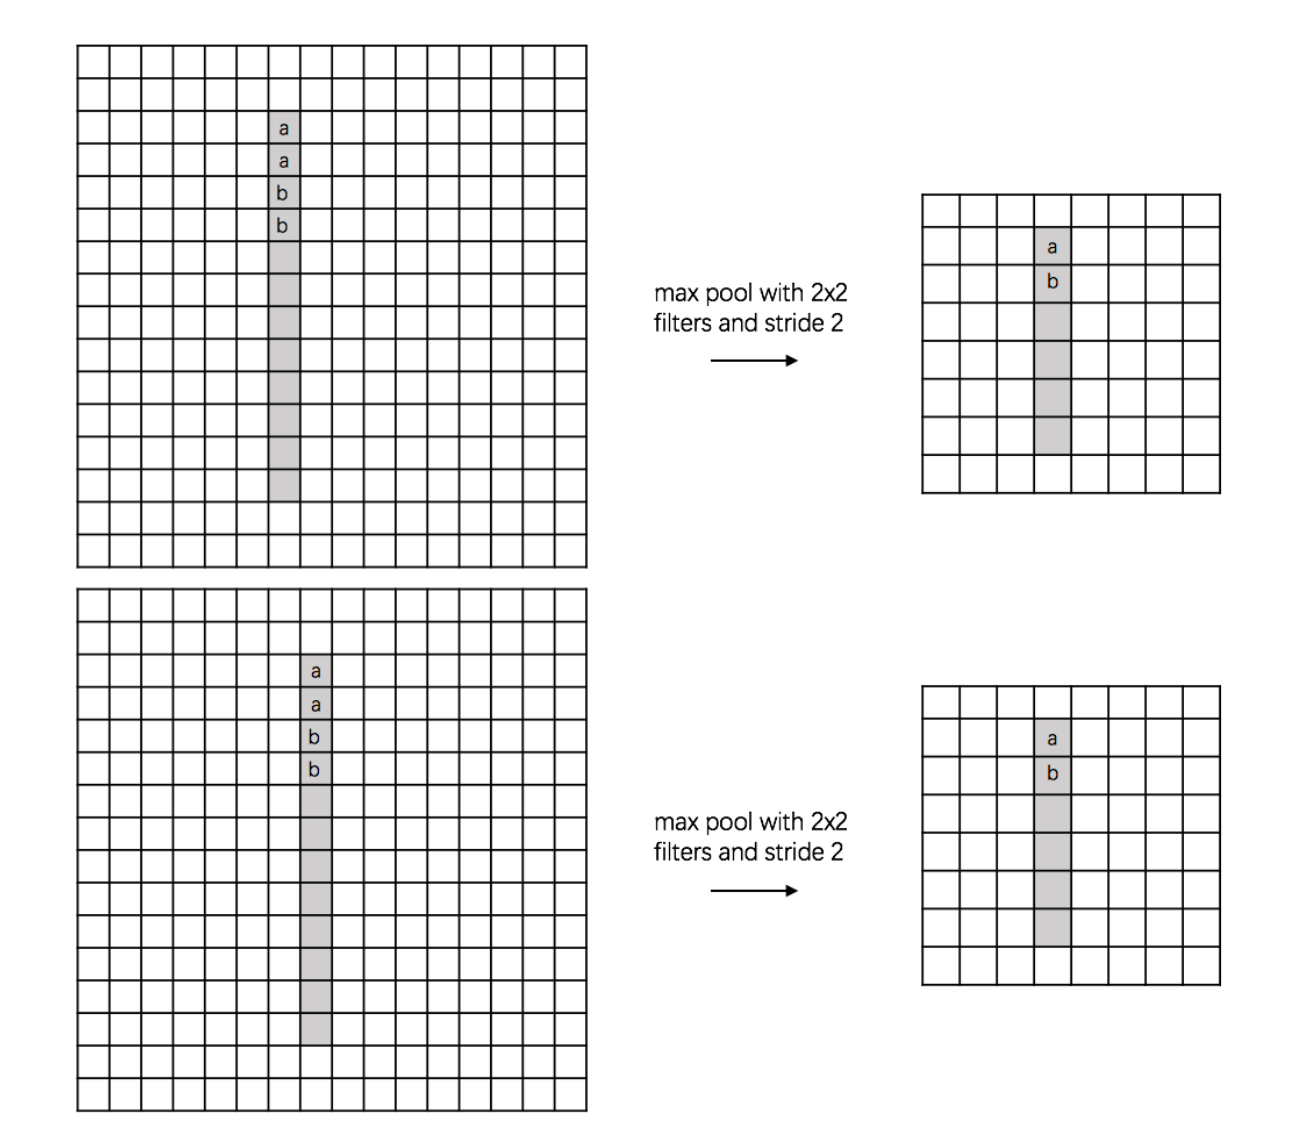 a
a
b
b
max pool with 2x2
filters and stride 2
a
b
a
a
b
b
max pool with 2x2
filters and stride 2
a
b